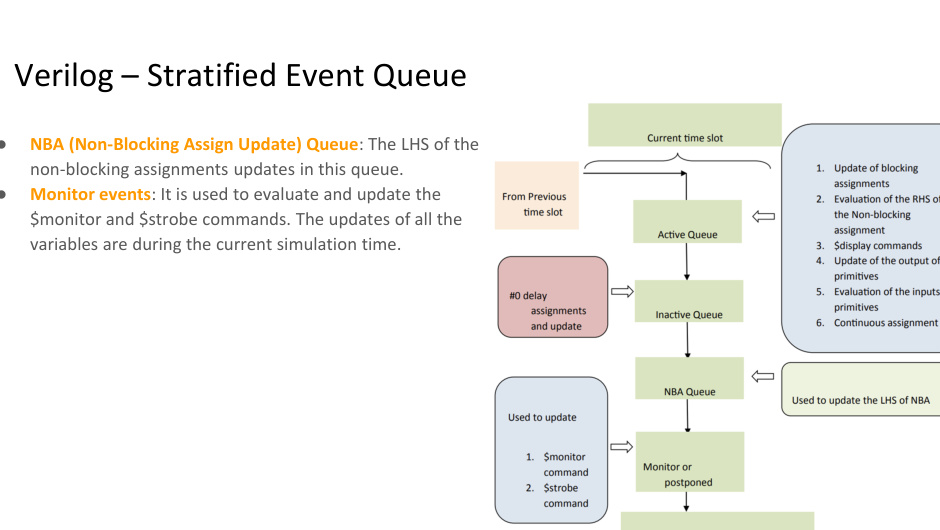 Verilog – Stratified Event Queue
NBA (Non-Blocking Assign Update) Queue: The LHS of the
non-blocking assignments updates in this queue.
Monitor events: It is used to evaluate and update the
$monitor and $strobe commands. The updates of all the
variables are during the current simulation time.
Current time slot
From Previous
time slot
Active Queue
1. Update of blocking
assignments
2. Evaluation of the RHS of
the Non-blocking
assignment
3. $display commands
4. Update of the output of
primitives
5. Evaluation of the inputs
primitives
6. Continuous assignment
#0 delay
assignments
and update
Inactive Queue
NBA Queue
Used to update the LHS of NBA
Used to update
1. $monitor
command
2. $strobe
command
Monitor or
postponed